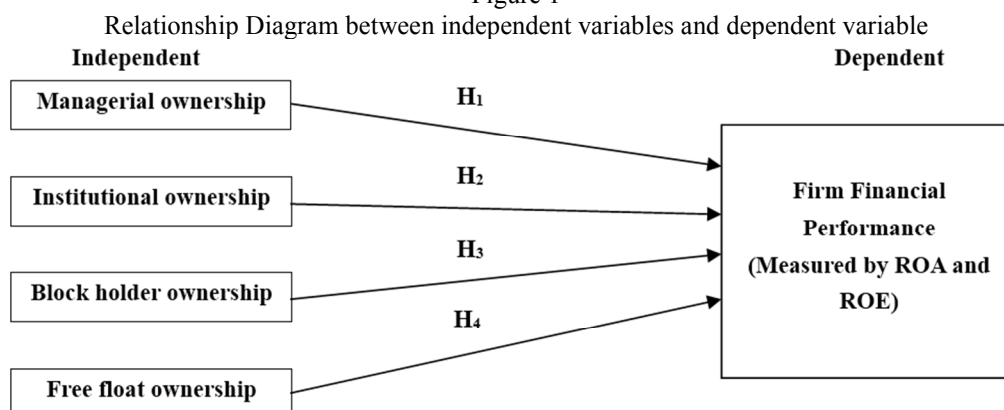 Figure 1
Relationship Diagram between independent variables and dependent variable
Independent
Dependent
Managerial ownership
H₁
Institutional ownership
H₂
Block holder ownership
H₃
Free float ownership
H₄
Firm Financial
Performance
(Measured by ROA and
ROE)